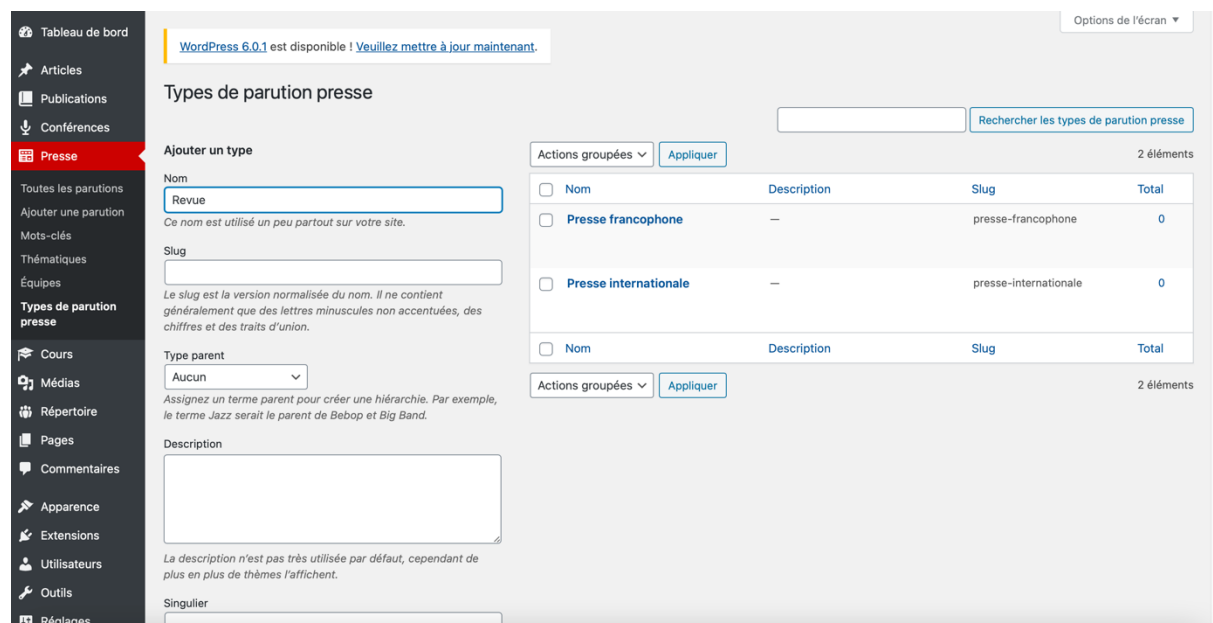 Tableau de bord
Articles
Publications
Conférences
Presse
Toutes les parutions
Ajouter une parution
Mots-clés
Thématiques
Équipes
Types de parution
presse
Cours
Médias
Répertoire
Pages
Commentaires
Apparence
Extensions
Utilisateurs
Outils
Réglages
Options de l'écran ▼
WordPress 6.0.1 est disponible ! Veuillez mettre à jour maintenant.
Types de parution presse
Rechercher les types de parution presse
Ajouter un type
Nom
Revue
Ce nom est utilisé un peu partout sur votre site.
Slug
Le slug est la version normalisée du nom. Il ne contient
généralement que des lettres minuscules non accentuées, des
chiffres et des traits d'union.
Type parent
Aucun
Assignez un terme parent pour créer une hiérarchie. Par exemple,
le terme Jazz serait le parent de Bebop et Big Band.
Description
La description n'est pas très utilisée par défaut, cependant de
plus en plus de thèmes l'affichent.
Singulier
Actions groupées Appliquer 2 éléments
Nom Description Slug Total
Presse francophone — presse-francophone 0
Presse internationale — presse-internationale 0
Nom Description Slug Total
Actions groupées Appliquer 2 éléments